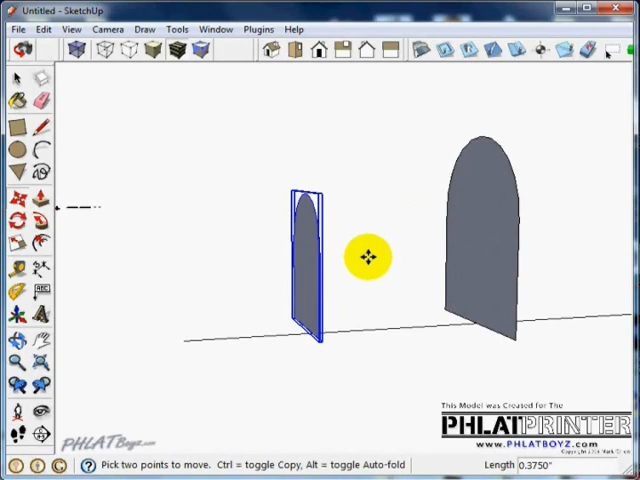 Untitled - SketchUp
File Edit View Camera Draw Tools Window Plugins Help
ABC
This Model was Created For The
PHLATPRINTER
www.PHLATBOYZ.com
PHLATBoyz.com
Pick two points to move. Ctrl = toggle Copy, Alt = toggle Auto-fold
Length 0.3750"